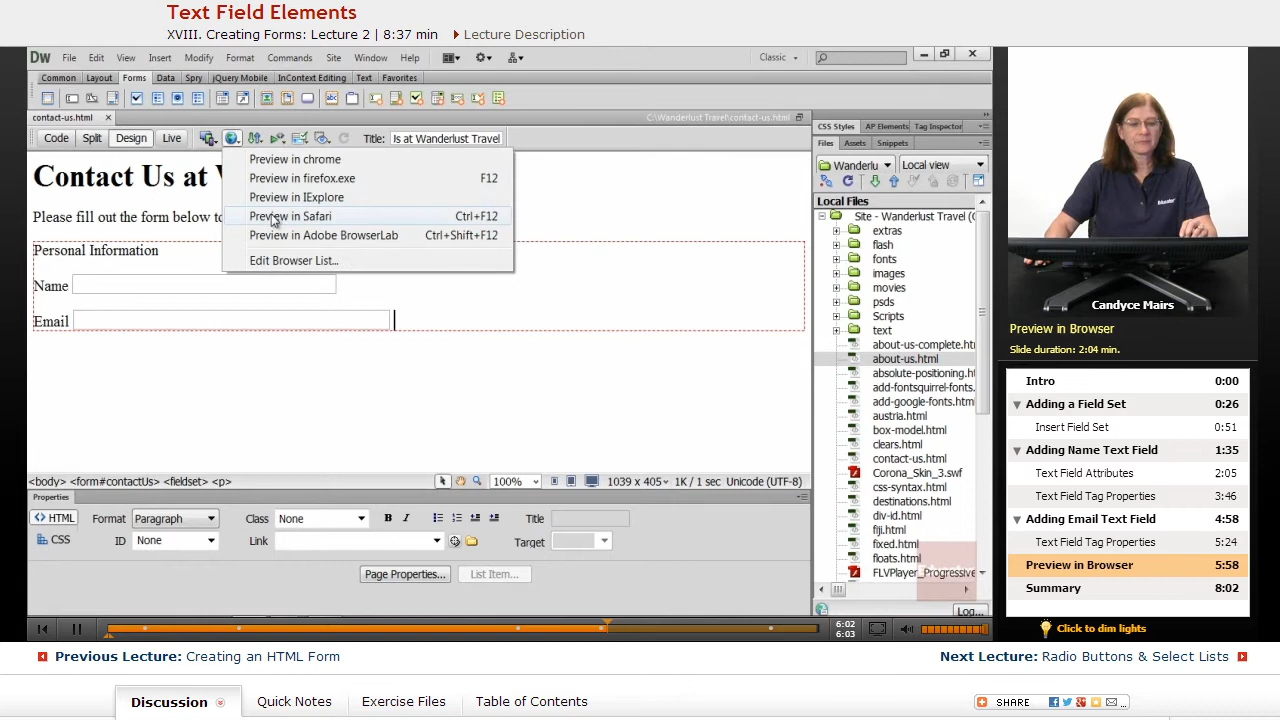 Text Field Elements
XVIII. Creating Forms: Lecture 2 | 8:37 min
Lecture Description
Dw File Edit View Insert Modify Format Commands Site Window Help Classic
Common Layout Forms Data Spry jQuery Mobile InContext Editing Text Favorites
contact-us.html
C:\Wanderlust Travel\contact-us.html
Code Split Design Live Title: Is at Wanderlust Travel
Preview in chrome
Preview in firefox.exe F12
Preview in IExplore
Preview in Safari Ctrl+F12
Preview in Adobe BrowserLab Ctrl+Shift+F12
Edit Browser List...
Contact Us at
Please fill out the form below to
Personal Information
Name
Email
<body> <form#contactUs> <fieldset> <p>
100% 1039 x 405 1K / 1 sec Unicode (UTF-8)
Properties
<> HTML
CSS
Format Paragraph
ID None
Class None
Link
B I
Title
Target
Page Properties...
List Item...
CSS Styles AP Elements Tag Inspector
Files Assets Snippets
Wanderlu Local view
Local Files
Site - Wanderlust Travel (
extras
flash
fonts
images
movies
psds
Scripts
text
about-us-complete.htn
about-us.html
absolute-positioning.ht
add-fontsquirrel-fonts.
add-google-fonts.html
austria.html
box-model.html
clears.html
contact-us.html
Corona_Skin_3.swf
css-syntax.html
destinations.html
div-id.html
fiji.html
fixed.html
floats.html
FLVPlayer_Progressive
Log...
6:02
6:03
Candyce Mairs
Preview in Browser
Slide duration: 2:04 min.
Intro 0:00
Adding a Field Set 0:26
Insert Field Set 0:51
Adding Name Text Field 1:35
Text Field Attributes 2:05
Text Field Tag Properties 3:46
Adding Email Text Field 4:58
Text Field Tag Properties 5:24
Preview in Browser 5:58
Summary 8:02
Click to dim lights
Previous Lecture: Creating an HTML Form
Next Lecture: Radio Buttons & Select Lists
Discussion
Quick Notes
Exercise Files
Table of Contents
SHARE